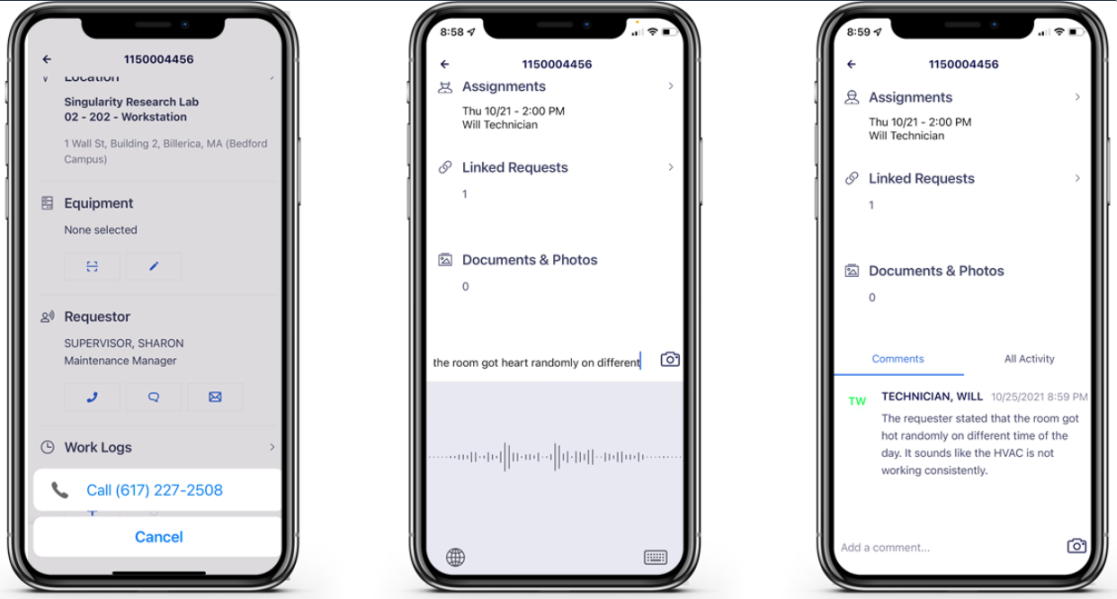 1150004456
Location
Singularity Research Lab
02 - 202 - Workstation
1 Wall St, Building 2, Billerica, MA (Bedford
Campus)
Equipment
None selected
Requestor
SUPERVISOR, SHARON
Maintenance Manager
Work Logs
Call (617) 227-2508
Cancel
8:58
1150004456
Assignments
Thu 10/21 - 2:00 PM
Will Technician
Linked Requests
1
Documents & Photos
0
the room got heart randomly on different
8:59
1150004456
Assignments
Thu 10/21 - 2:00 PM
Will Technician
Linked Requests
1
Documents & Photos
0
Comments
All Activity
TW
TECHNICIAN, WILL 10/25/2021 8:59 PM
The requester stated that the room got
hot randomly on different time of the
day. It sounds like the HVAC is not
working consistently.
Add a comment...